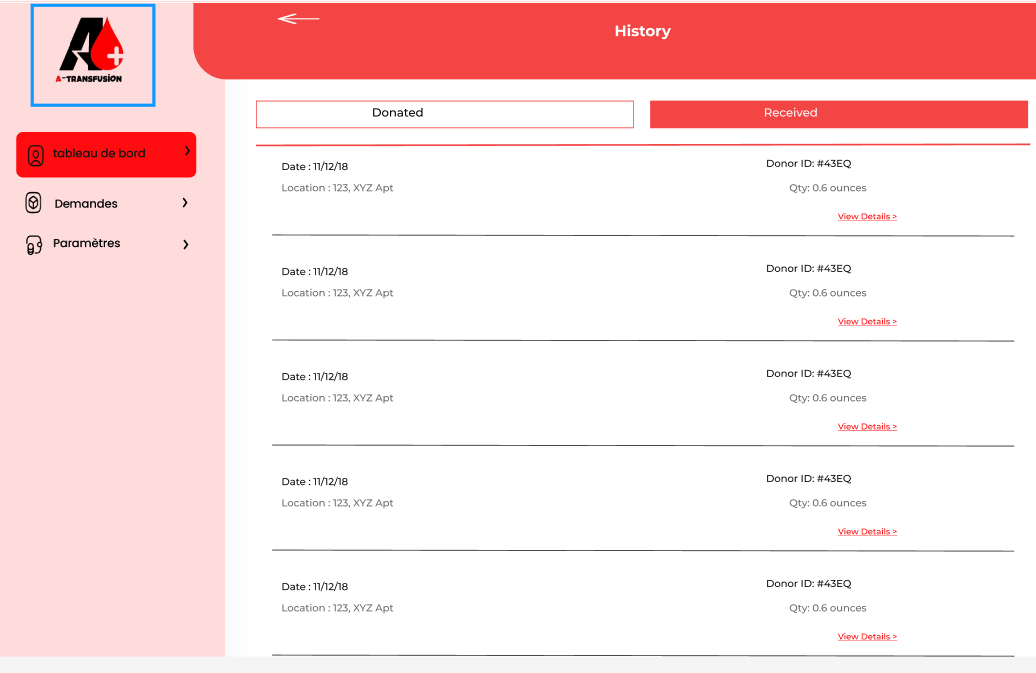 A-TRANSFUSION
History
Donated
Received
tableau de bord
Demandes
Paramètres
Date : 11/12/18
Donor ID: #43EQ
Location : 123, XYZ Apt
Qty: 0.6 ounces
View Details >
Date : 11/12/18
Donor ID: #43EQ
Location : 123, XYZ Apt
Qty: 0.6 ounces
View Details >
Date : 11/12/18
Donor ID: #43EQ
Location : 123, XYZ Apt
Qty: 0.6 ounces
View Details >
Date : 11/12/18
Donor ID: #43EQ
Location : 123, XYZ Apt
Qty: 0.6 ounces
View Details >
Date : 11/12/18
Donor ID: #43EQ
Location : 123, XYZ Apt
Qty: 0.6 ounces
View Details >